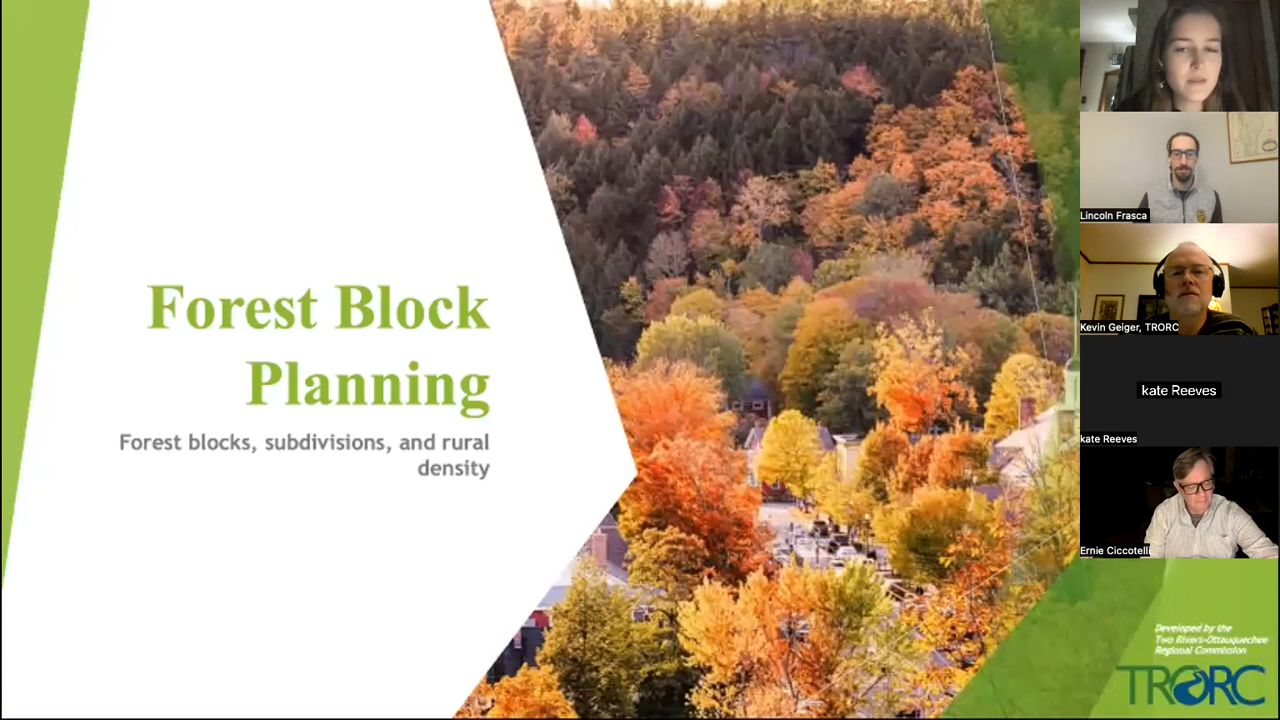 Forest Block
Planning
Forest blocks, subdivisions, and rural
density
Lincoln Frasca
Kevin Geiger, TRORC
kate Reeves
kate Reeves
Ernie Ciccotelli
Developed by the
Two Rivers-Ottauquechee
Regional Commission
TRORC